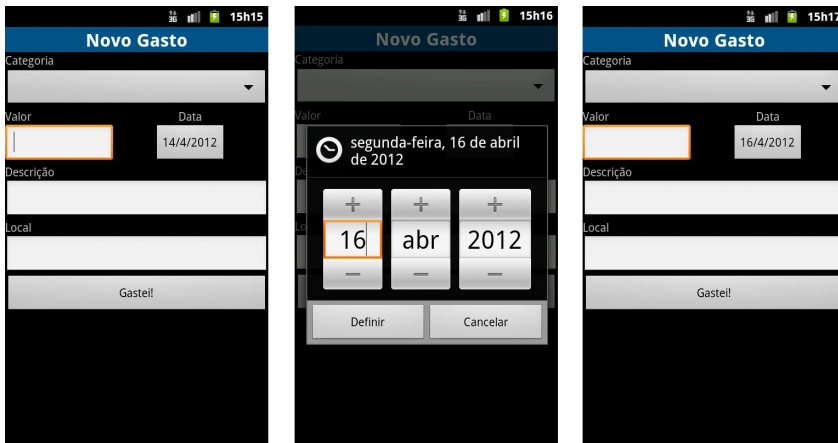 15h15
Novo Gasto
Categoria
Valor Data
14/4/2012
Descrição
Local
Gastei!
15h16
Novo Gasto
Categoria
Valor Data
segunda-feira, 16 de abril
de 2012
16 abr 2012
Definir Cancelar
15h17
Novo Gasto
Categoria
Valor Data
16/4/2012
Descrição
Local
Gastei!